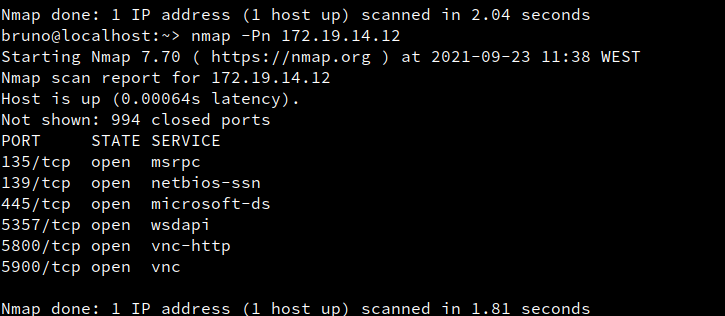 Nmap done: 1 IP address (1 host up) scanned in 2.04 seconds
bruno@localhost:~> nmap -Pn 172.19.14.12
Starting Nmap 7.70 ( https://nmap.org ) at 2021-09-23 11:38 WEST
Nmap scan report for 172.19.14.12
Host is up (0.00064s latency).
Not shown: 994 closed ports
PORT     STATE SERVICE
135/tcp  open  msrpc
139/tcp  open  netbios-ssn
445/tcp  open  microsoft-ds
5357/tcp open  wsdapi
5800/tcp open  vnc-http
5900/tcp open  vnc
Nmap done: 1 IP address (1 host up) scanned in 1.81 seconds